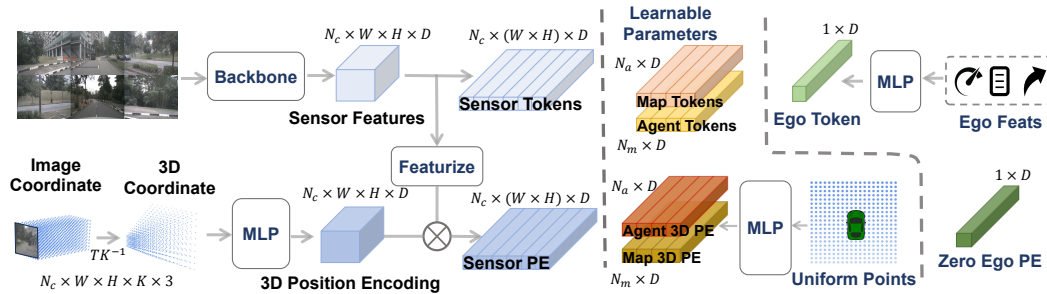 Backbone
N_c × W × H × D
Sensor Features
N_c × (W × H) × D
Sensor Tokens
Featurize
Image
Coordinate
3D
Coordinate
TK⁻¹
N_c × W × H × K × 3
MLP
N_c × W × H × D
3D Position Encoding
N_c × (W × H) × D
Sensor PE
Learnable
Parameters
N_a × D
Map Tokens
Agent Tokens
N_m × D
1 × D
Ego Token
MLP
Ego Feats
N_a × D
Agent 3D PE
Map 3D PE
N_m × D
MLP
Uniform Points
1 × D
Zero Ego PE